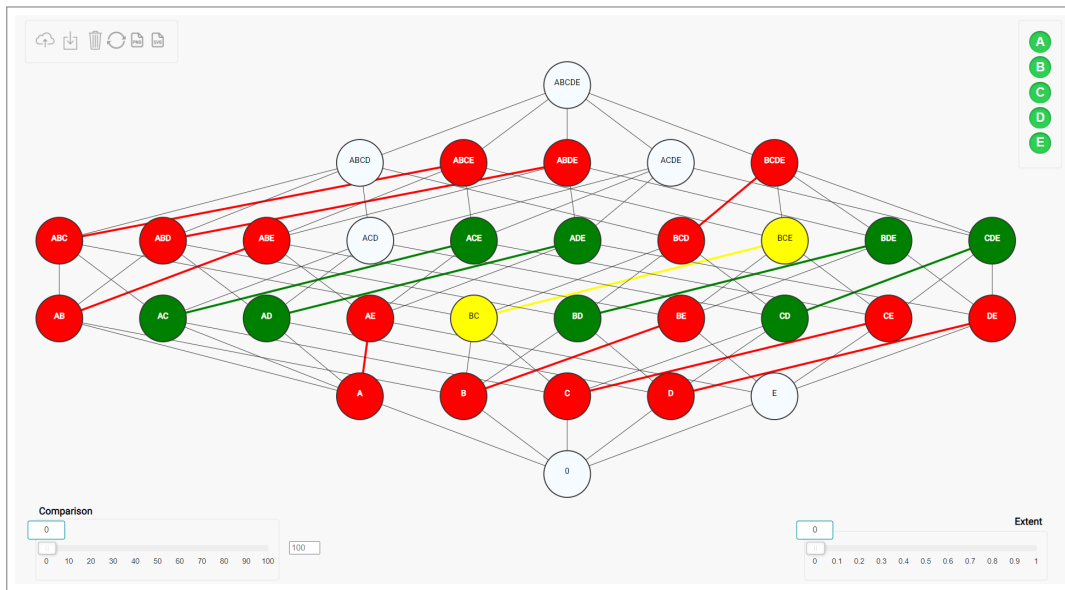 PNG SVG
A
B
C
D
E
ABCDE
ABCD ABCE ABDE ACDE BCDE
ABC ABD ABE ACD ACE ADE BCD BCE BDE CDE
AB AC AD AE BC BD BE CD CE DE
A B C D E
0
Comparison
0
100
0 10 20 30 40 50 60 70 80 90 100
Extent
0
0 0.1 0.2 0.3 0.4 0.5 0.6 0.7 0.8 0.9 1